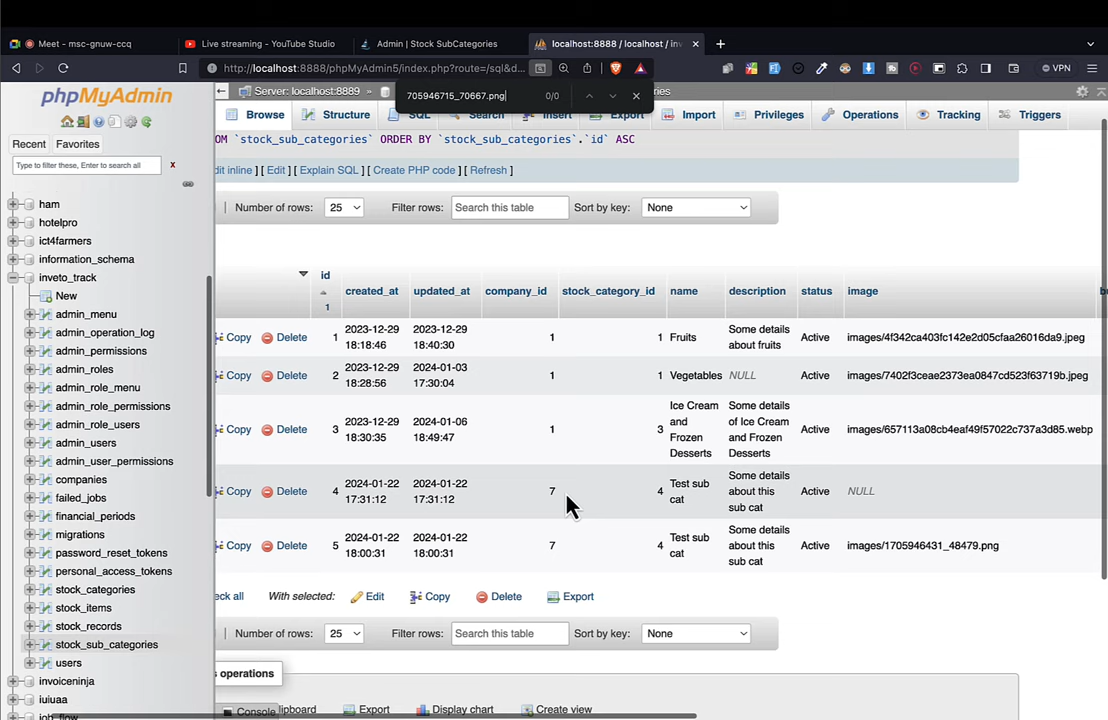 Meet - msc-gnuw-ccq
Live streaming - YouTube Studio
Admin | Stock SubCategories
localhost:8888 / localhost / inv
http://localhost:8888/phpMyAdmin5/index.php?route=/sql&d...
VPN
705946715_70667.png
0/0
phpMyAdmin
Recent Favorites
Type to filter these, Enter to search all
X
ham
hotelpro
ict4farmers
information_schema
inveto_track
New
admin_menu
admin_operation_log
admin_permissions
admin_roles
admin_role_menu
admin_role_permissions
admin_role_users
admin_users
admin_user_permissions
companies
failed_jobs
financial_periods
migrations
password_reset_tokens
personal_access_tokens
stock_categories
stock_items
stock_records
stock_sub_categories
users
invoiceninja
iuiuaa
job_flow
Server: localhost:8889 »
Browse Structure SQL Search Insert Export Import Privileges Operations Tracking Triggers
OM `stock_sub_categories` ORDER BY `stock_sub_categories`.`id` ASC
dit inline ] [ Edit ] [ Explain SQL ] [ Create PHP code ] [ Refresh ]
Number of rows: 25 Filter rows: Search this table Sort by key: None
id 1 created_at updated_at company_id stock_category_id name description status image
Copy Delete 1 2023-12-29 18:18:46 2023-12-29 18:40:30 1 1 Fruits Some details about fruits Active images/4f342ca403fc142e2d05cfaa26016da9.jpeg
Copy Delete 2 2023-12-29 18:28:56 2024-01-03 17:30:04 1 1 Vegetables NULL Active images/7402f3ceae2373ea0847cd523f63719b.jpeg
Copy Delete 3 2023-12-29 18:30:35 2024-01-06 18:49:47 1 3 Ice Cream and Frozen Desserts Some details of Ice Cream and Frozen Desserts Active images/657113a08cb4eaf49f57022c737a3d85.webp
Copy Delete 4 2024-01-22 17:31:12 2024-01-22 17:31:12 7 4 Test sub cat Some details about this sub cat Active NULL
Copy Delete 5 2024-01-22 18:00:31 2024-01-22 18:00:31 7 4 Test sub cat Some details about this sub cat Active images/1705946431_48479.png
eck all With selected: Edit Copy Delete Export
Number of rows: 25 Filter rows: Search this table Sort by key: None
s operations
Console
lipboard Export Display chart Create view